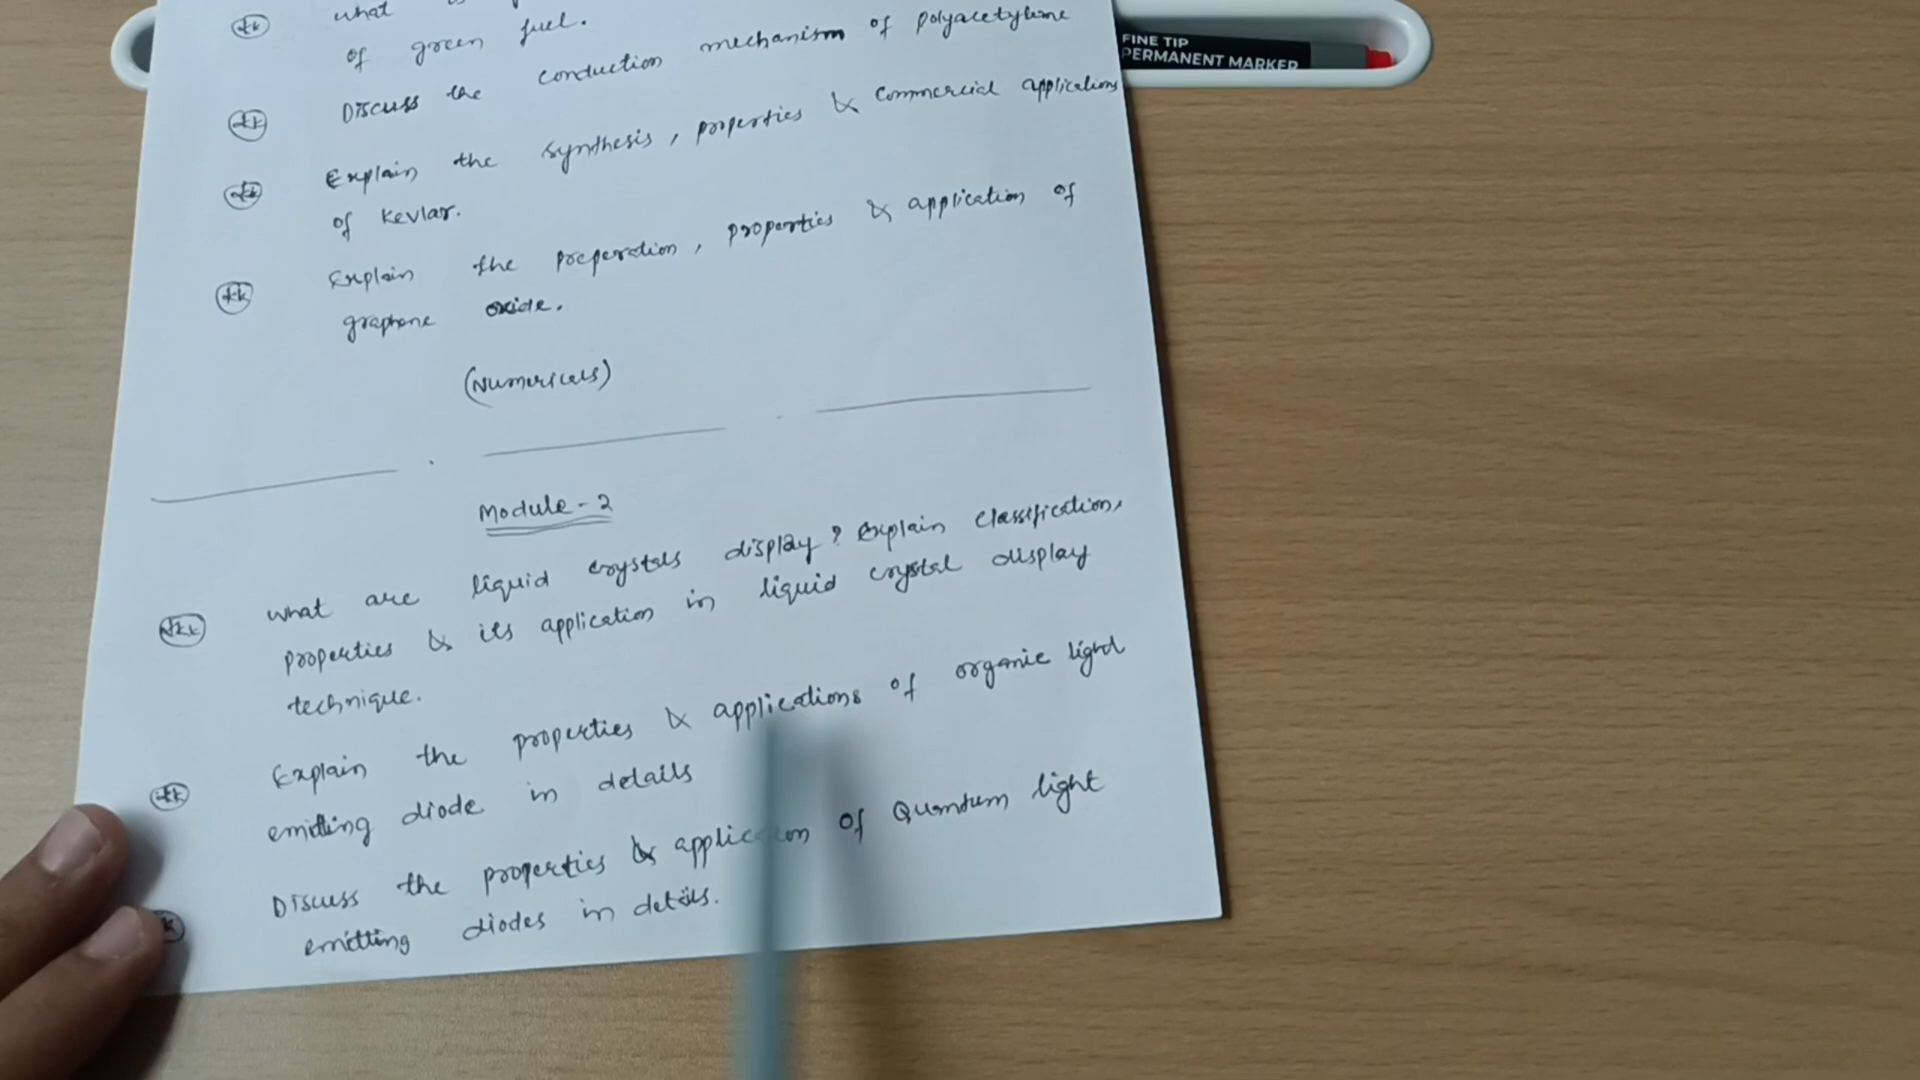 what
of green fuel.
Discuss the conduction mechanism of polyacetylene
Explain the synthesis, properties & commercial applications
of Kevlar.
Explain the preperation, properties & application of
graphene oxide.
(Numericals)
Module - 2
what are liquid crystals display? Explain classification,
properties & its application in liquid crystal display
technique.
Explain the properties & applications of organic light
emitting diode in details
Discuss the properties & application of Quantum light
emitting diodes in details.
FINE TIP
PERMANENT MARKER